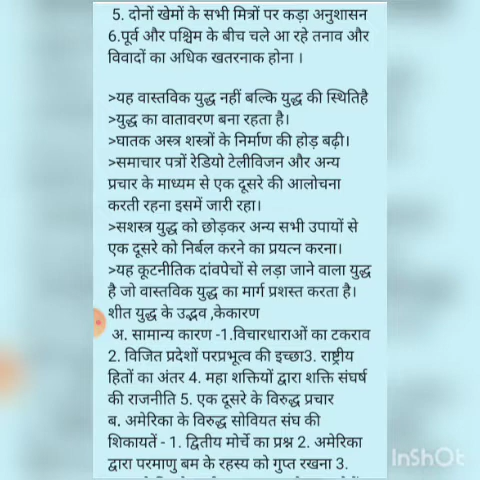 5. दोनों खेमों के सभी मित्रों पर कड़ा अनुशासन
6.पूर्व और पश्चिम के बीच चले आ रहे तनाव और
विवादों का अधिक खतरनाक होना ।
>यह वास्तविक युद्ध नहीं बल्कि युद्ध की स्थितिहै
>युद्ध का वातावरण बना रहता है।
>घातक अस्त्र शस्त्रों के निर्माण की होड़ बढ़ी।
>समाचार पत्रों रेडियो टेलीविजन और अन्य
प्रचार के माध्यम से एक दूसरे की आलोचना
करती रहना इसमें जारी रहा।
>सशस्त्र युद्ध को छोड़कर अन्य सभी उपायों से
एक दूसरे को निर्बल करने का प्रयत्न करना।
>यह कूटनीतिक दांवपेचों से लड़ा जाने वाला युद्ध
है जो वास्तविक युद्ध का मार्ग प्रशस्त करता है।
शीत युद्ध के उद्भव ,केकारण
अ. सामान्य कारण -1.विचारधाराओं का टकराव
2. विजित प्रदेशों परप्रभूत्व की इच्छा3. राष्ट्रीय
हितों का अंतर 4. महा शक्तियों द्वारा शक्ति संघर्ष
की राजनीति 5. एक दूसरे के विरुद्ध प्रचार
ब. अमेरिका के विरुद्ध सोवियत संघ की
शिकायतें - 1. द्वितीय मोर्चे का प्रश्न 2. अमेरिका
द्वारा परमाणु बम के रहस्य को गुप्त रखना 3.
InShOt